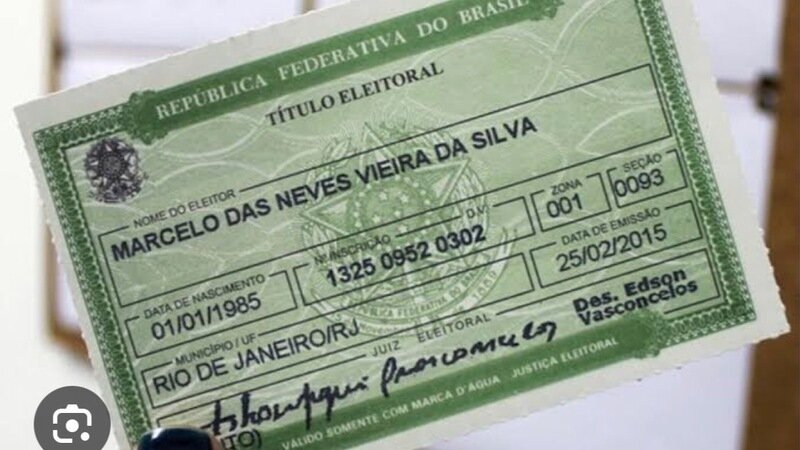 REPÚBLICA FEDERATIVA DO BRASIL
TÍTULO ELEITORAL
NOME DO ELEITOR
MARCELO DAS NEVES VIEIRA DA SILVA
DATA DE NASCIMENTO
01/01/1985
Nº INSCRIÇÃO D.V.
1325 0952 0302
ZONA
001
SEÇÃO
0093
MUNICÍPIO / UF
RIO DE JANEIRO/RJ
DATA DE EMISSÃO
25/02/2015
JUIZ ELEITORAL
Des. Edson
Vasconcelos
VÁLIDO SOMENTE COM MARCA D'ÁGUA JUSTIÇA ELEITORAL